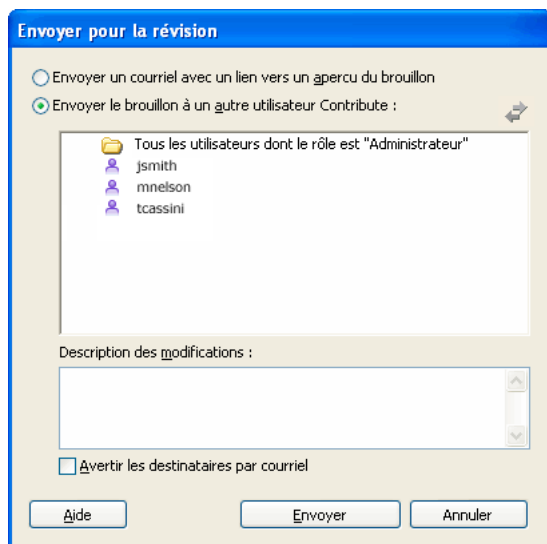 Envoyer pour la révision
Envoyer un courriel avec un lien vers un apercu du brouillon
Envoyer le brouillon à un autre utilisateur Contribute :
Tous les utilisateurs dont le rôle est "Administrateur"
jsmith
mnelson
tcassini
Description des modifications :
Avertir les destinataires par courriel
Aide Envoyer Annuler